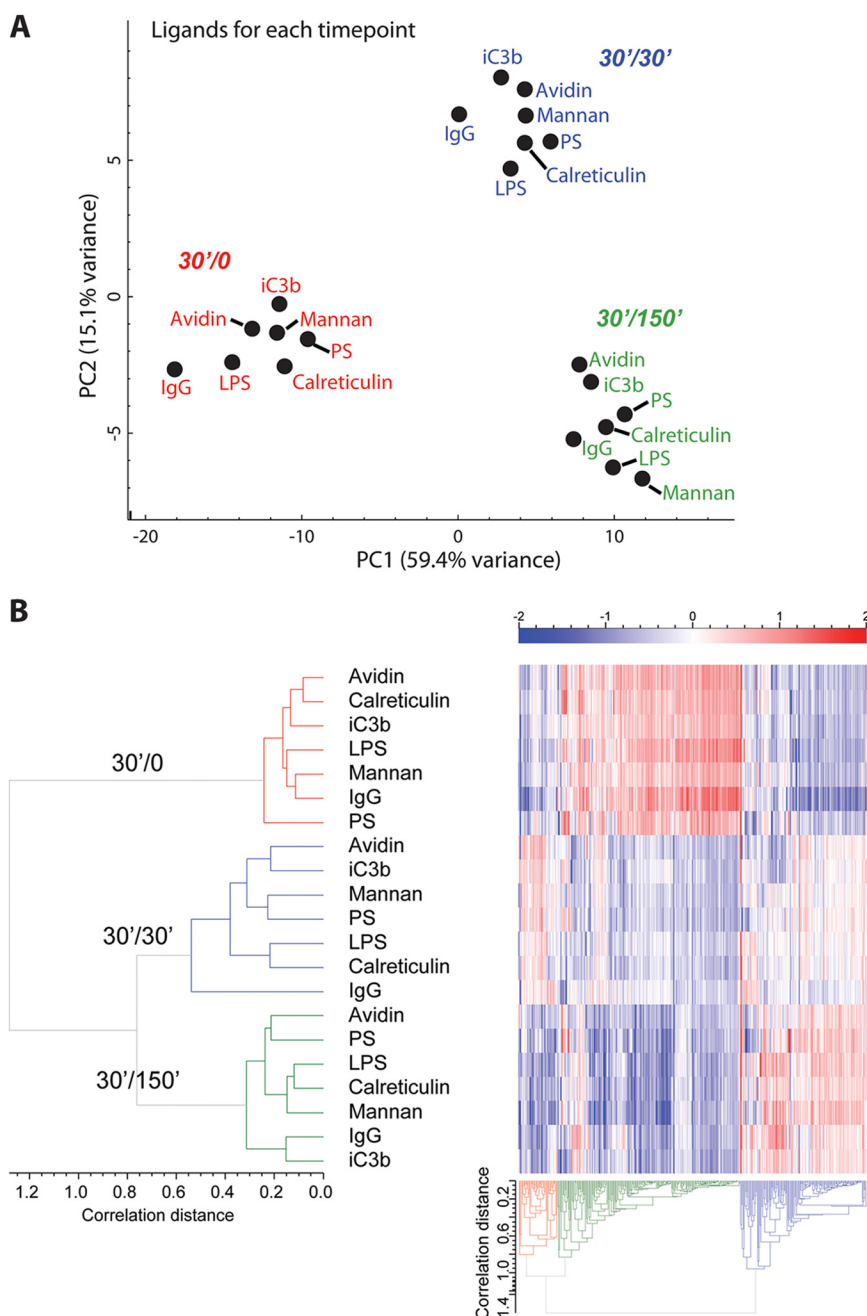 A
Ligands for each timepoint
iC3b
30’/30’
Avidin
Mannan
IgG
PS
Calreticulin
LPS
5
PC2 (15.1% variance)
30’/0
0
iC3b
Avidin
Mannan
PS
IgG
LPS
Calreticulin
30’/150’
Avidin
iC3b
PS
Calreticulin
IgG
LPS
Mannan
-5
-20 -10 0 10
PC1 (59.4% variance)
B
-2 -1 0 1 2
Avidin
Calreticulin
iC3b
30’/0
LPS
Mannan
IgG
PS
Avidin
iC3b
Mannan
PS
30’/30’
LPS
Calreticulin
IgG
Avidin
PS
LPS
30’/150’
Calreticulin
Mannan
IgG
iC3b
1.2 1.0 0.8 0.6 0.4 0.2 0.0
Correlation distance
Correlation distance
0.2
0.6
1.0
1.4